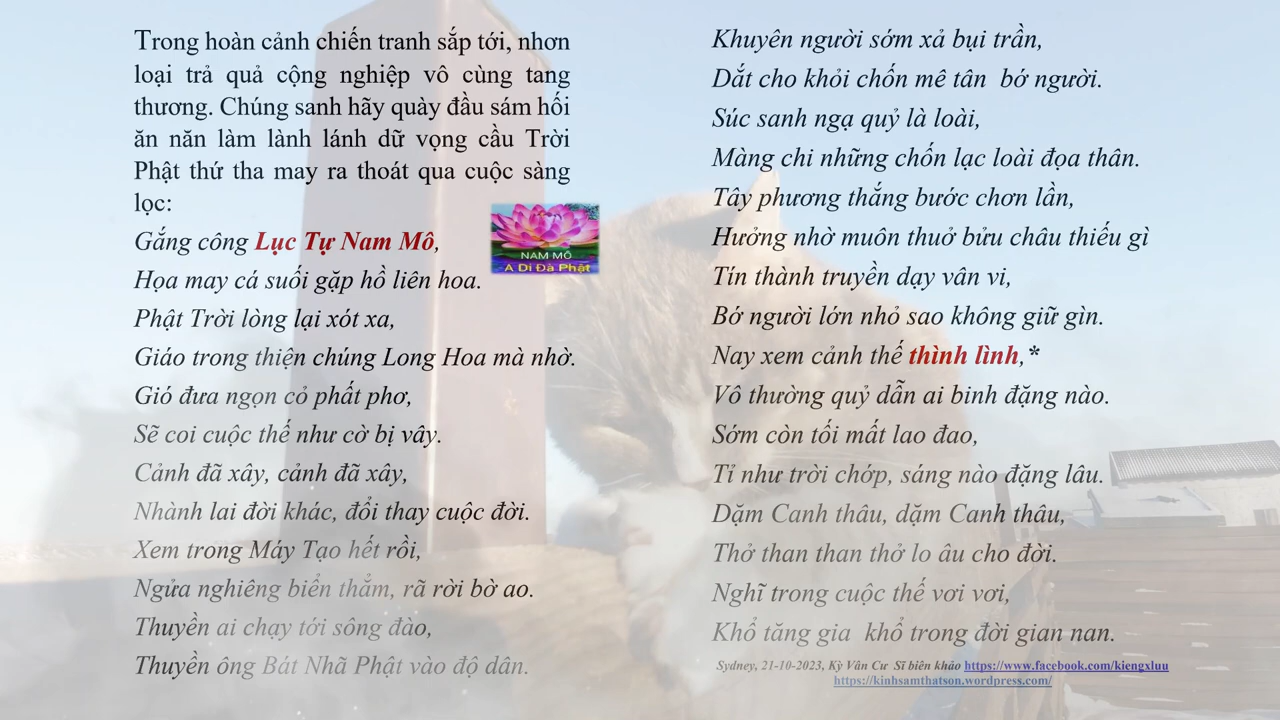 Trong hoàn cảnh chiến tranh sắp tới, nhơn
loại trả quả cộng nghiệp vô cùng tang
thương. Chúng sanh hãy quày đầu sám hối
ăn năn làm lành lánh dữ vọng cầu Trời
Phật thứ tha may ra thoát qua cuộc sàng
lọc:
Gắng công Lục Tự Nam Mô,
Họa may cá suối gặp hồ liên hoa.
Phật Trời lòng lại xót xa,
Giáo trong thiện chúng Long Hoa mà nhờ.
Gió đưa ngọn cỏ phất phơ,
Sẽ coi cuộc thế như cờ bị vây.
Cảnh đã xây, cảnh đã xây,
Nhành lai đời khác, đổi thay cuộc đời.
Xem trong Máy Tạo hết rồi,
Ngửa nghiêng biển thẳm, rã rời bờ ao.
Thuyền ai chạy tới sông đào,
Thuyền ông Bát Nhã Phật vào độ dân.
NAM MÔ
A Di Đà Phật
Khuyên người sớm xả bụi trần,
Dắt cho khỏi chốn mê tân bớ người.
Súc sanh ngạ quỷ là loài,
Màng chi những chốn lạc loài đọa thân.
Tây phương thắng bước chơn lần,
Hưởng nhờ muôn thuở bửu châu thiếu gì
Tín thành truyền dạy vân vi,
Bớ người lớn nhỏ sao không giữ gìn.
Nay xem cảnh thế thình lình,*
Vô thường quỷ dẫn ai binh đặng nào.
Sớm còn tối mất lao đao,
Tỉ như trời chớp, sáng nào đặng lâu.
Dặm Canh thâu, dặm Canh thâu,
Thở than than thở lo âu cho đời.
Nghĩ trong cuộc thế vơi vơi,
Khổ tăng gia khổ trong đời gian nan.
Sydney, 21-10-2023, Kỳ Vân Cư Sĩ biên khảo https://www.facebook.com/kiengxluu
https://kinhsamthatson.wordpress.com/